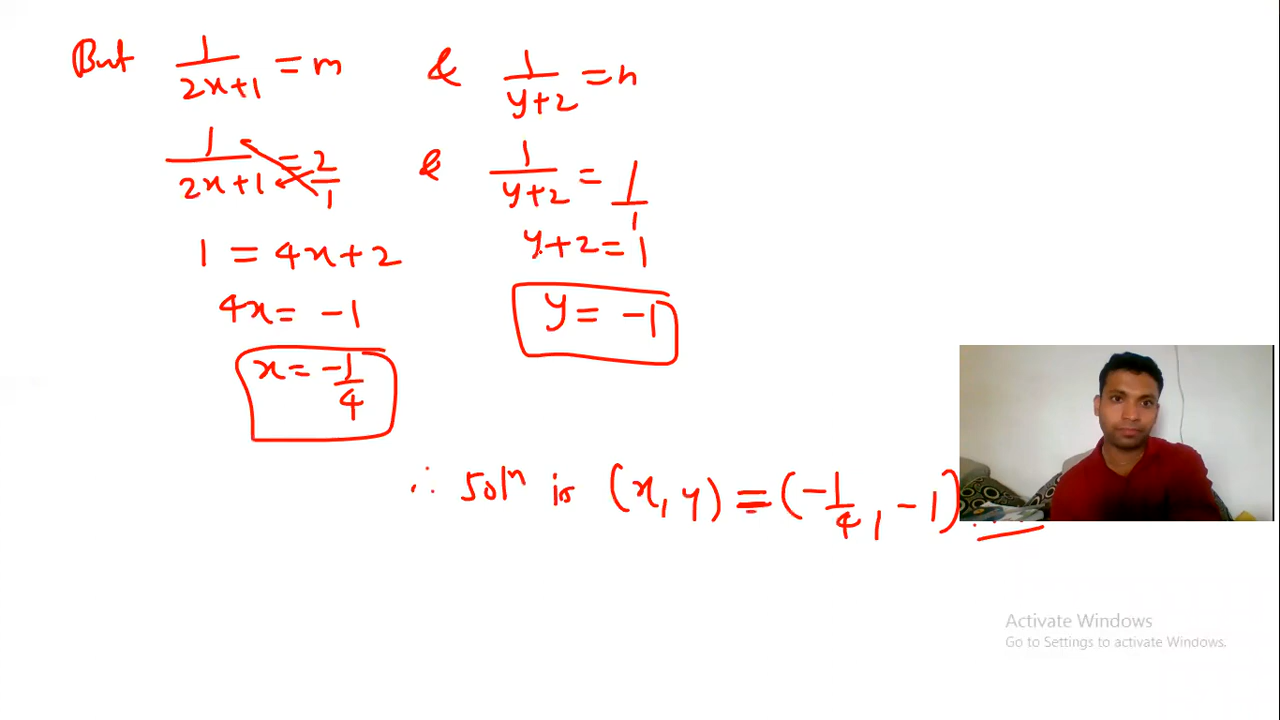 But 1/(2x+1) = m & 1/(y+2) = n
1/(2x+1) = 2/1 & 1/(y+2) = 1/1
1 = 4x+2 y+2 = 1
4x = -1 y = -1
x = -1/4
∴ solⁿ is (x, y) = (-1/4, -1)
Activate Windows
Go to Settings to activate Windows.